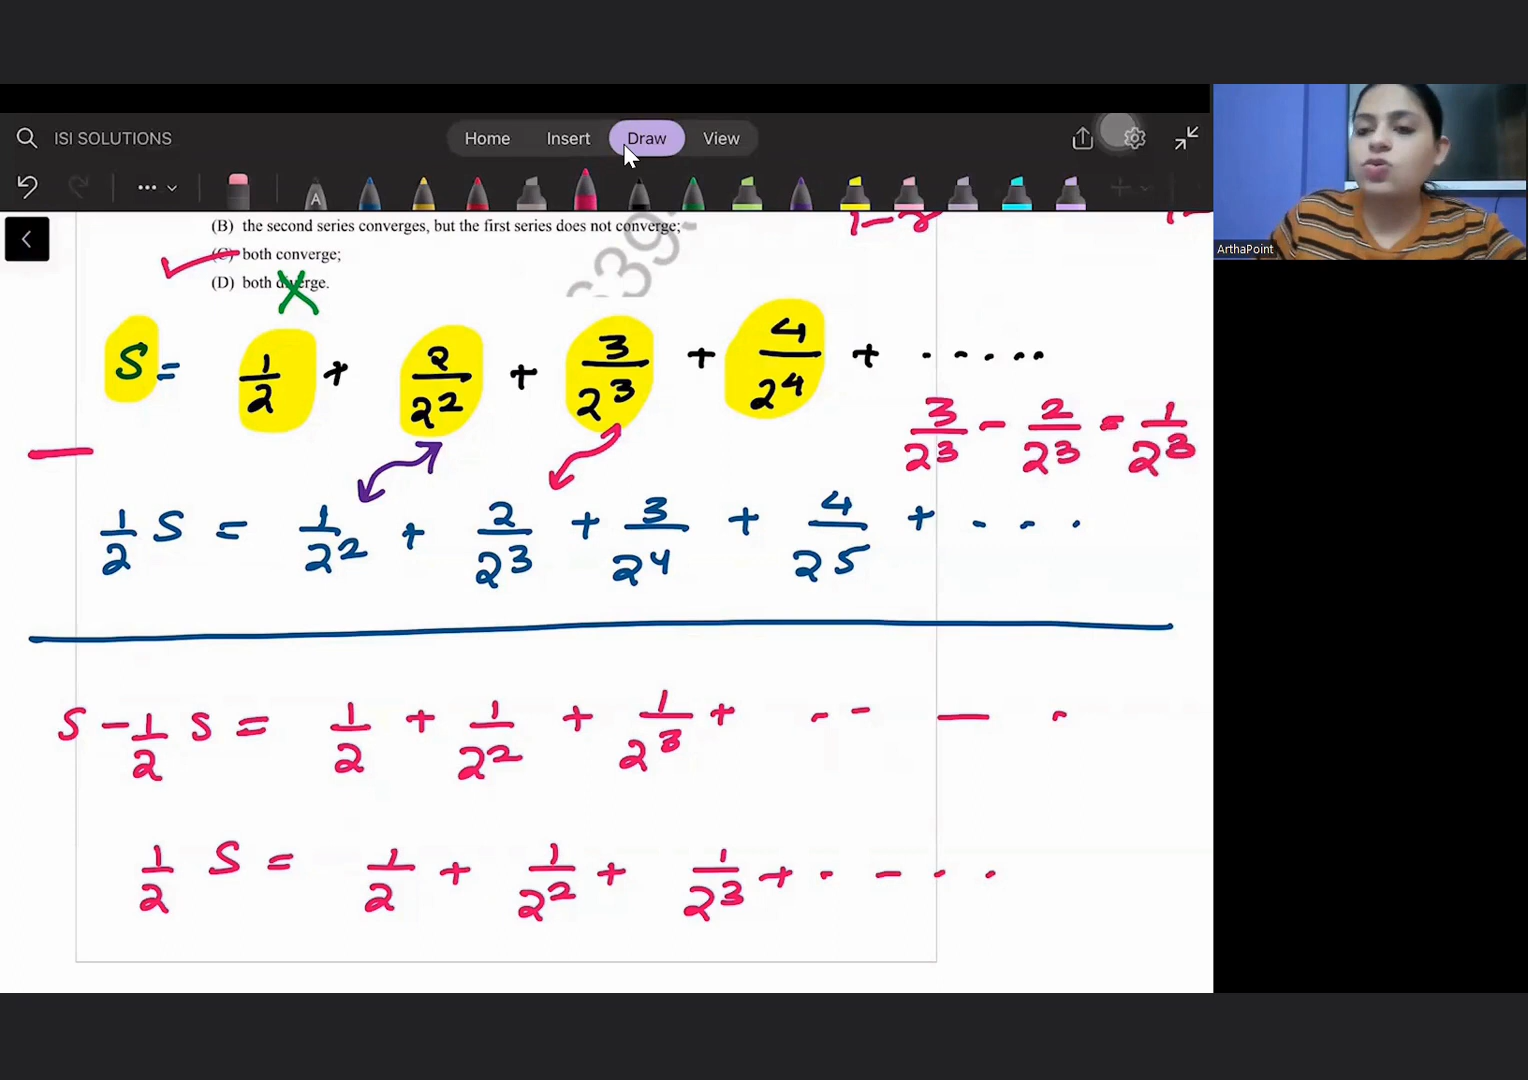 ISI SOLUTIONS
Home Insert Draw View
A
ArthaPoint
(B) the second series converges, but the first series does not converge;
(C) both converge;
(D) both diverge.
S = 1/2 + 2/2² + 3/2³ + 4/2⁴ + .....
3/2³ - 2/2³ = 1/2³
1/2 S = 1/2² + 2/2³ + 3/2⁴ + 4/2⁵ + ...
S - 1/2 S = 1/2 + 1/2² + 1/2³ + -- — .
1/2 S = 1/2 + 1/2² + 1/2³ + . - . .